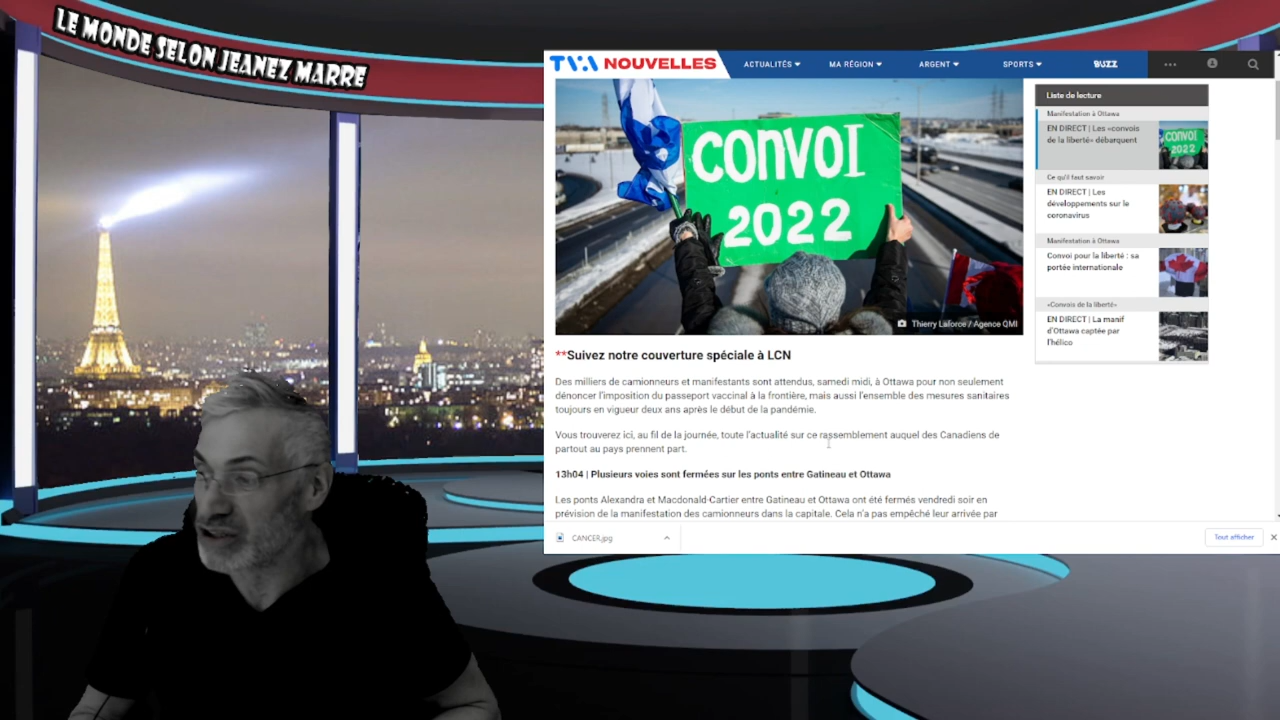 LE MONDE SELON JEANEZ MARRE
TVA NOUVELLES
ACTUALITÉS
MA RÉGION
ARGENT
SPORTS
BUZZ
CONVOI
2022
Thierry Laforce / Agence QMI
**Suivez notre couverture spéciale à LCN
Des milliers de camionneurs et manifestants sont attendus, samedi midi, à Ottawa pour non seulement
dénoncer l'imposition du passeport vaccinal à la frontière, mais aussi l'ensemble des mesures sanitaires
toujours en vigueur deux ans après le début de la pandémie.
Vous trouverez ici, au fil de la journée, toute l'actualité sur ce rassemblement auquel des Canadiens de
partout au pays prennent part.
13h04 | Plusieurs voies sont fermées sur les ponts entre Gatineau et Ottawa
Les ponts Alexandra et Macdonald-Cartier entre Gatineau et Ottawa ont été fermés vendredi soir en
prévision de la manifestation des camionneurs dans la capitale. Cela n'a pas empêché leur arrivée par
Liste de lecture
Manifestation à Ottawa
EN DIRECT | Les «convois
de la liberté» débarquent
CONVOI
2022
Ce qu'il faut savoir
EN DIRECT | Les
développements sur le
coronavirus
Manifestation à Ottawa
Convoi pour la liberté : sa
portée internationale
«Convois de la liberté»
EN DIRECT | La manif
d'Ottawa captée par
l'hélico
CANCER.jpg
Tout afficher